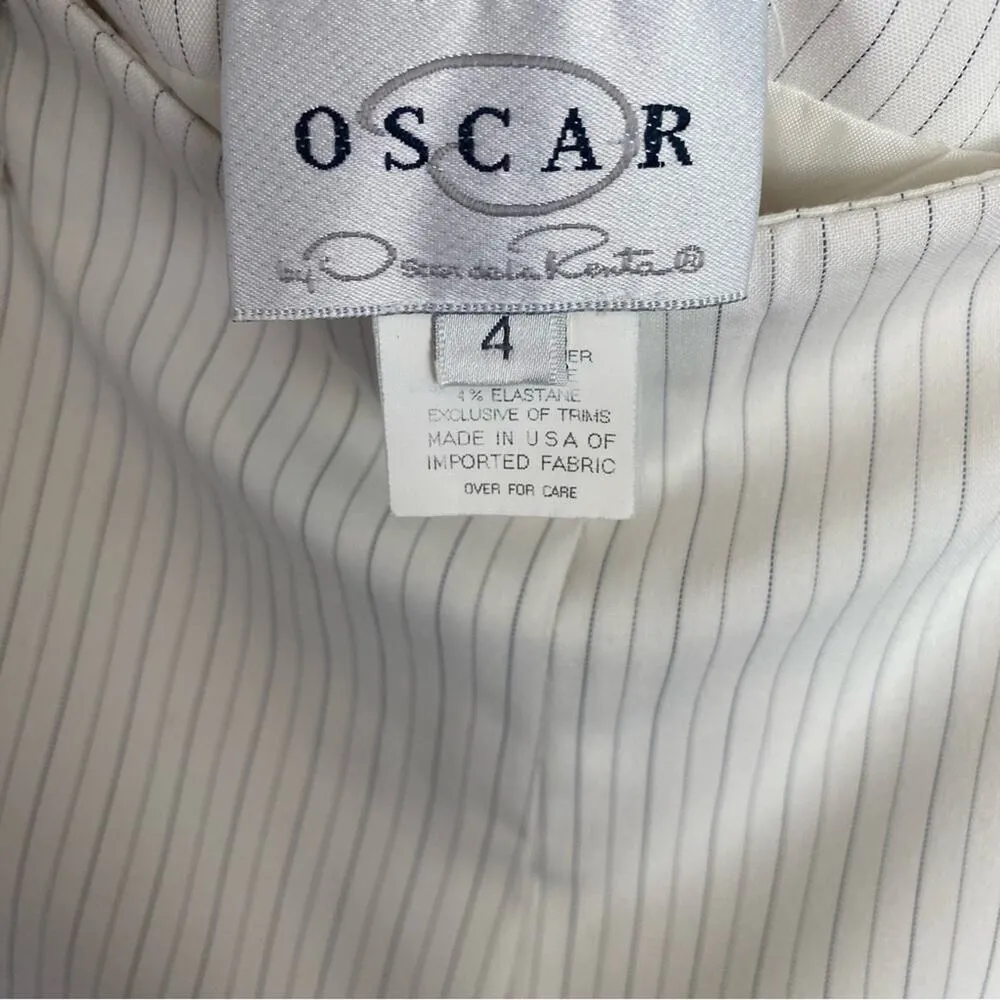 OSCAR
by Oscar de la Renta®
4
4% ELASTANE
EXCLUSIVE OF TRIMS
MADE IN USA OF
IMPORTED FABRIC
OVER FOR CARE